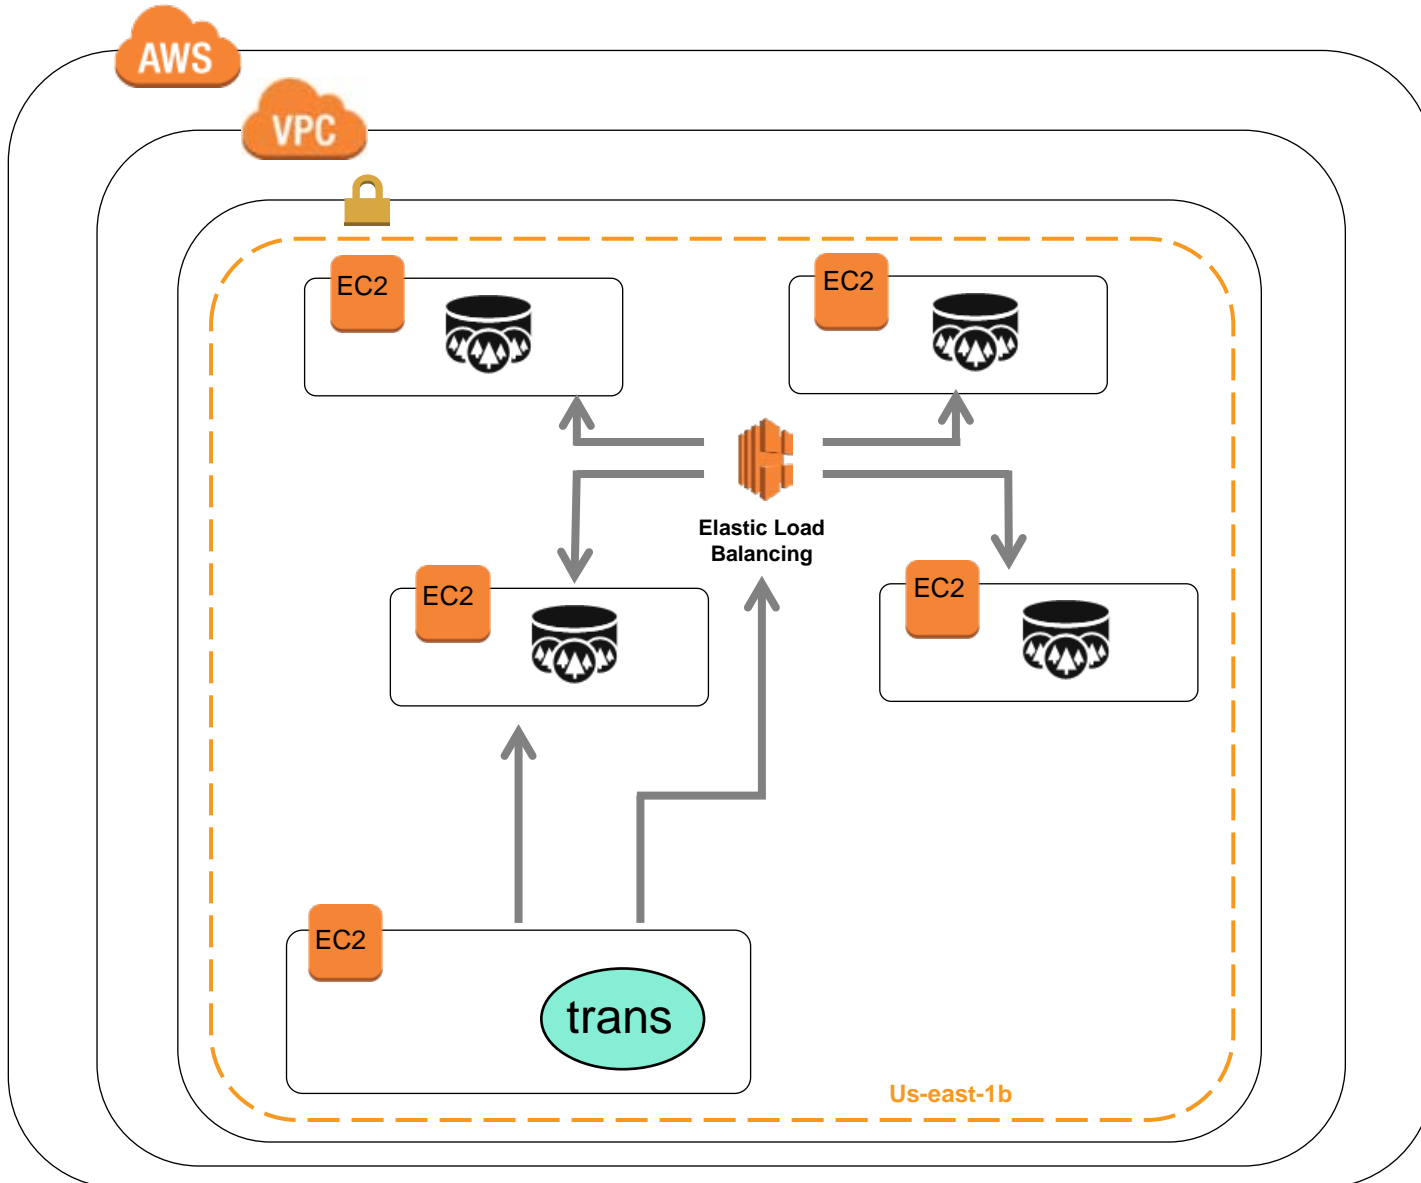 AWS
VPC
EC2
EC2
Elastic Load
Balancing
EC2
EC2
EC2
trans
Us-east-1b